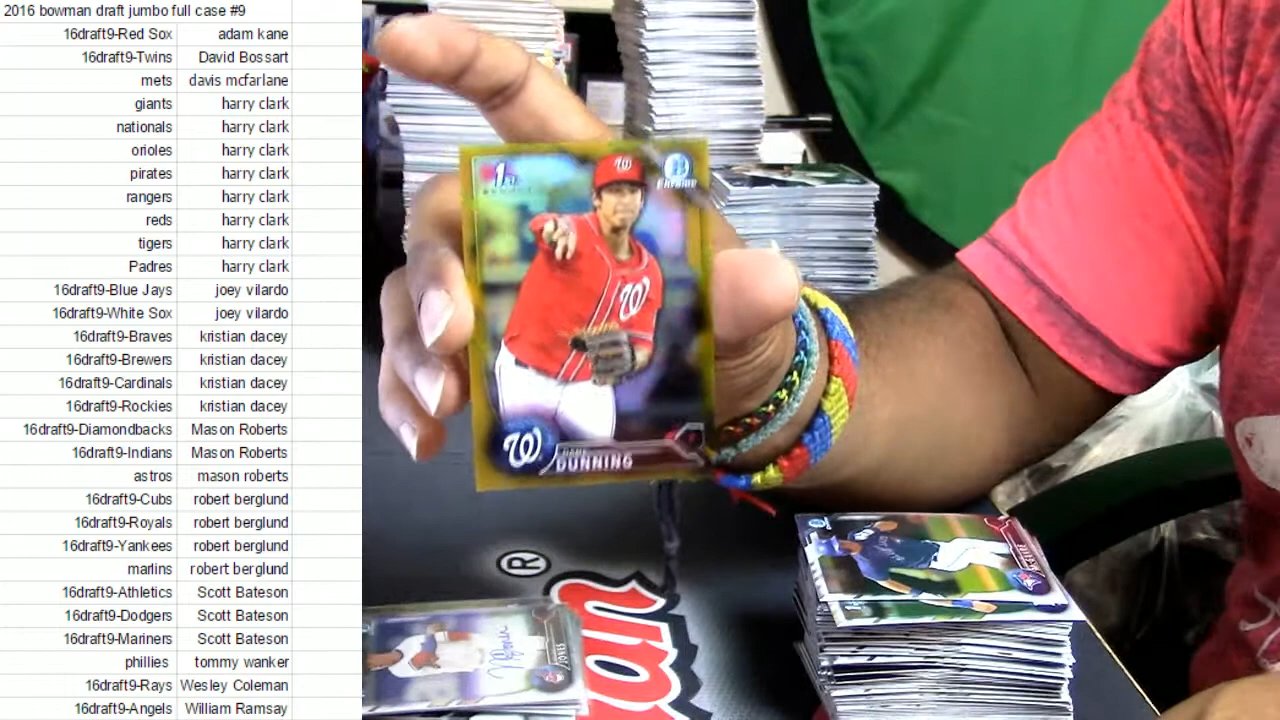 2016 bowman draft jumbo full case #9
16draft9-Red Sox adam kane
16draft9-Twins David Bossart
mets davis mcfarlane
giants harry clark
nationals harry clark
orioles harry clark
pirates harry clark
rangers harry clark
reds harry clark
tigers harry clark
Padres harry clark
16draft9-Blue Jays joey vilardo
16draft9-White Sox joey vilardo
16draft9-Braves kristian dacey
16draft9-Brewers kristian dacey
16draft9-Cardinals kristian dacey
16draft9-Rockies kristian dacey
16draft9-Diamondbacks Mason Roberts
16draft9-Indians Mason Roberts
astros mason roberts
16draft9-Cubs robert berglund
16draft9-Royals robert berglund
16draft9-Yankees robert berglund
marlins robert berglund
16draft9-Athletics Scott Bateson
16draft9-Dodgers Scott Bateson
16draft9-Mariners Scott Bateson
phillies tommy wanker
16draft9-Rays Wesley Coleman
16draft9-Angels William Ramsay
1st
Chrome
W
W
W
DUNNING
®
an
JONES